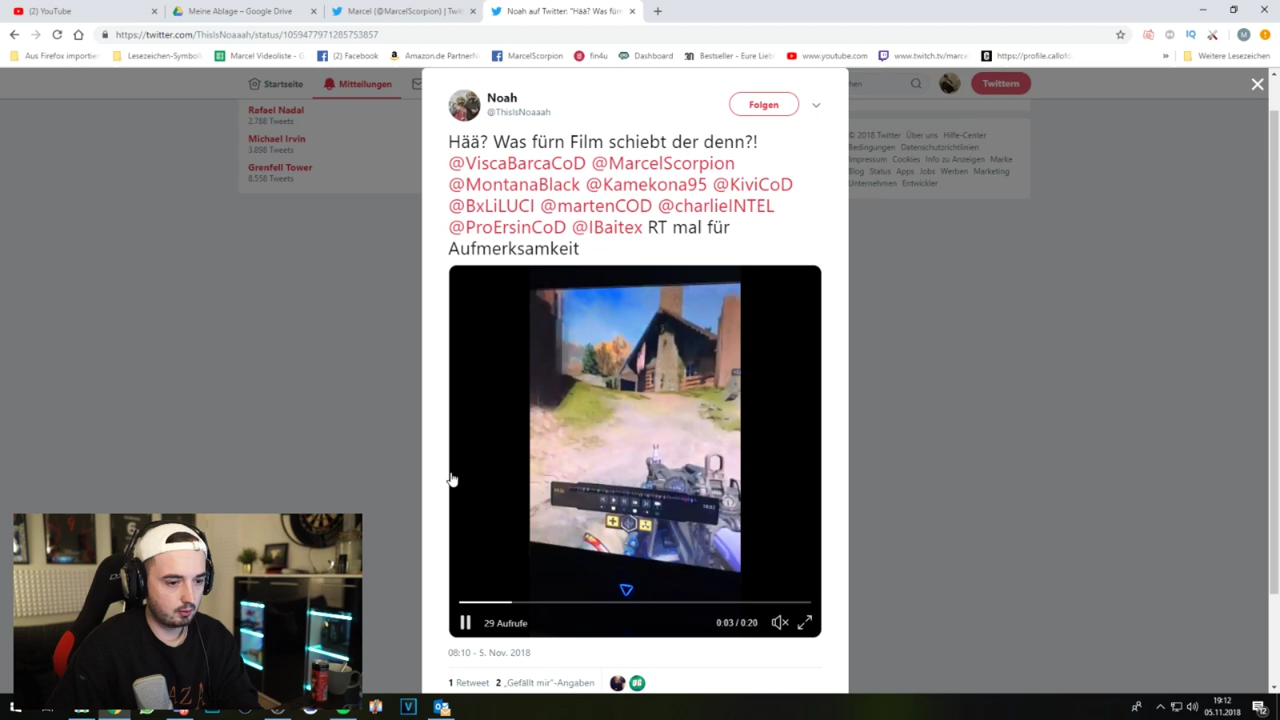 (2) YouTube
Meine Ablage – Google Drive
Marcel (@MarcelScorpion) | Twit
Noah auf Twitter: "Hää? Was fürn
https://twitter.com/ThisIsNoaaah/status/1059477971285753857
Aus Firefox importie
Lesezeichen-Symbol
Marcel Videoliste - G
(2) Facebook
Amazon.de PartnerN
MarcelScorpion
fin4u
Dashboard
Bestseller - Eure Lieb
www.youtube.com
www.twitch.tv/marce
https://profile.callofd
Weitere Lesezeichen
Startseite
Mitteilungen
hen
Twittern
Rafael Nadal
2.788 Tweets
Michael Irvin
3.898 Tweets
Grenfell Tower
8.558 Tweets
Noah
@ThisIsNoaaah
Folgen
Hää? Was fürn Film schiebt der denn?!
@ViscaBarcaCoD @MarcelScorpion
@MontanaBlack @Kamekona95 @KiviCoD
@BxLiLUCI @martenCOD @charlieINTEL
@ProErsinCoD @IBaitex RT mal für
Aufmerksamkeit
29 Aufrufe
0:03 / 0:20
08:10 - 5. Nov. 2018
1 Retweet 2 „Gefällt mir“-Angaben
© 2018 Twitter Über uns Hilfe-Center
Bedingungen Datenschutzrichtlinien
Impressum Cookies Info zu Anzeigen Marke
Blog Status Apps Jobs Werben Marketing
Unternehmen Entwickler
19:12
05.11.2018